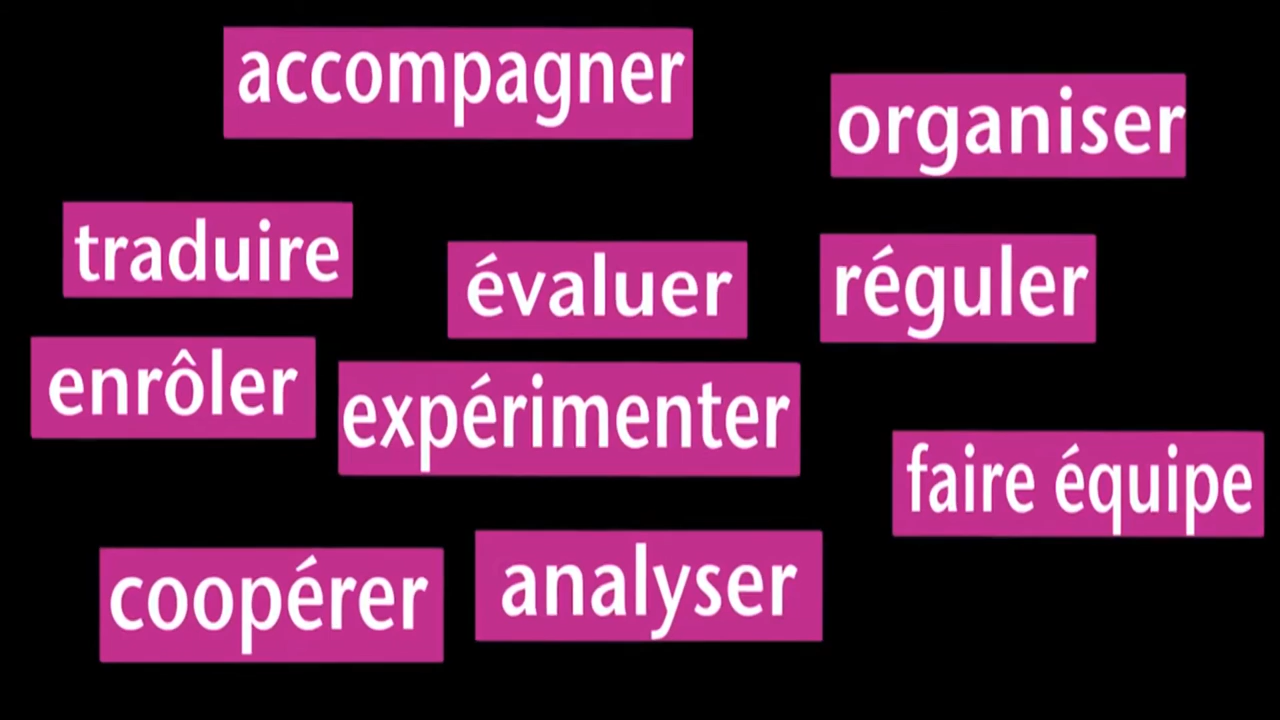 accompagner
organiser
traduire
évaluer
réguler
enrôler
expérimenter
faire équipe
coopérer
analyser